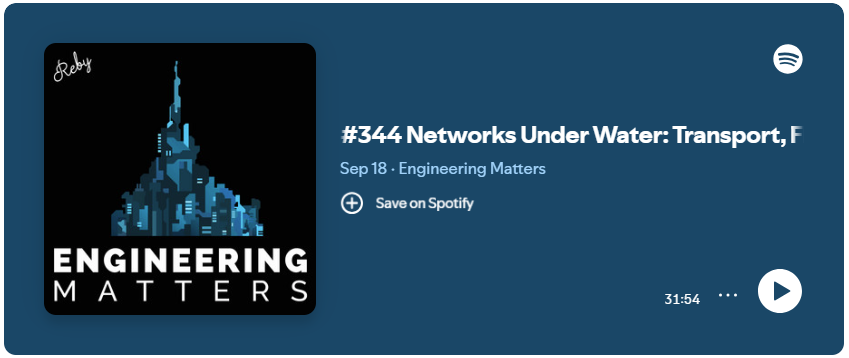 Reby
ENGINEERING
MATTERS
#344 Networks Under Water: Transport, F
Sep 18 · Engineering Matters
Save on Spotify
31:54